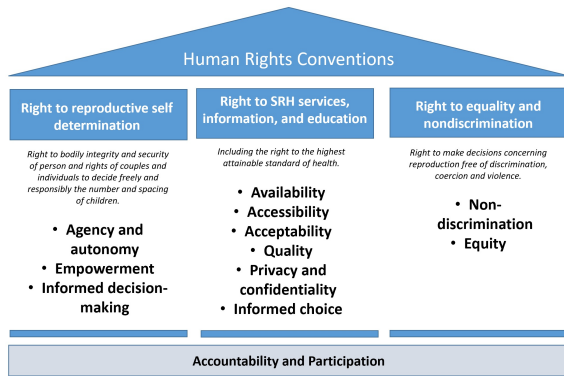 Human Rights Conventions
Right to reproductive self
determination
Right to bodily integrity and security
of person and rights of couples and
individuals to decide freely and
responsibly the number and spacing
of children.
• Agency and
autonomy
• Empowerment
• Informed decision-
making
Right to SRH services,
information, and education
Including the right to the highest
attainable standard of health.
• Availability
• Accessibility
• Acceptability
• Quality
• Privacy and
confidentiality
• Informed choice
Right to equality and
nondiscrimination
Right to make decisions concerning
reproduction free of discrimination,
coercion and violence.
• Non-
discrimination
• Equity
Accountability and Participation